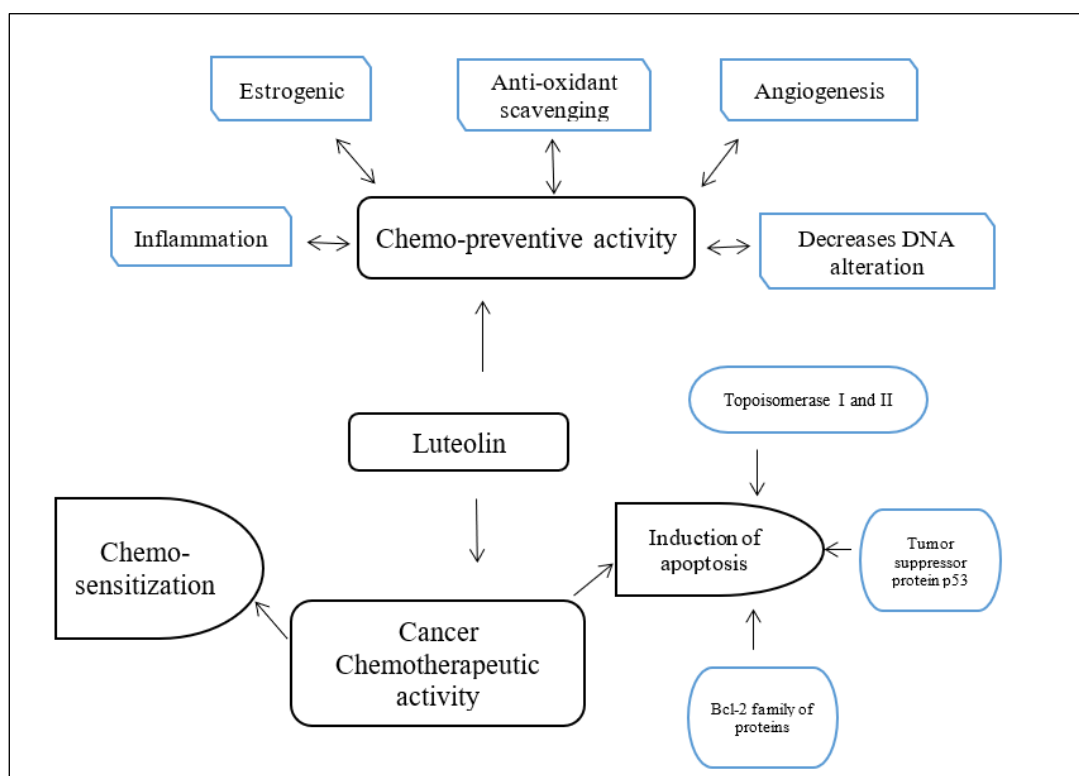 Estrogenic
Anti-oxidant
scavenging
Angiogenesis
Inflammation
Chemo-preventive activity
Decreases DNA
alteration
Topoisomerase I and II
Luteolin
Chemo-
sensitization
Induction of
apoptosis
Tumor
suppressor
protein p53
Cancer
Chemotherapeutic
activity
Bcl-2 family of
proteins